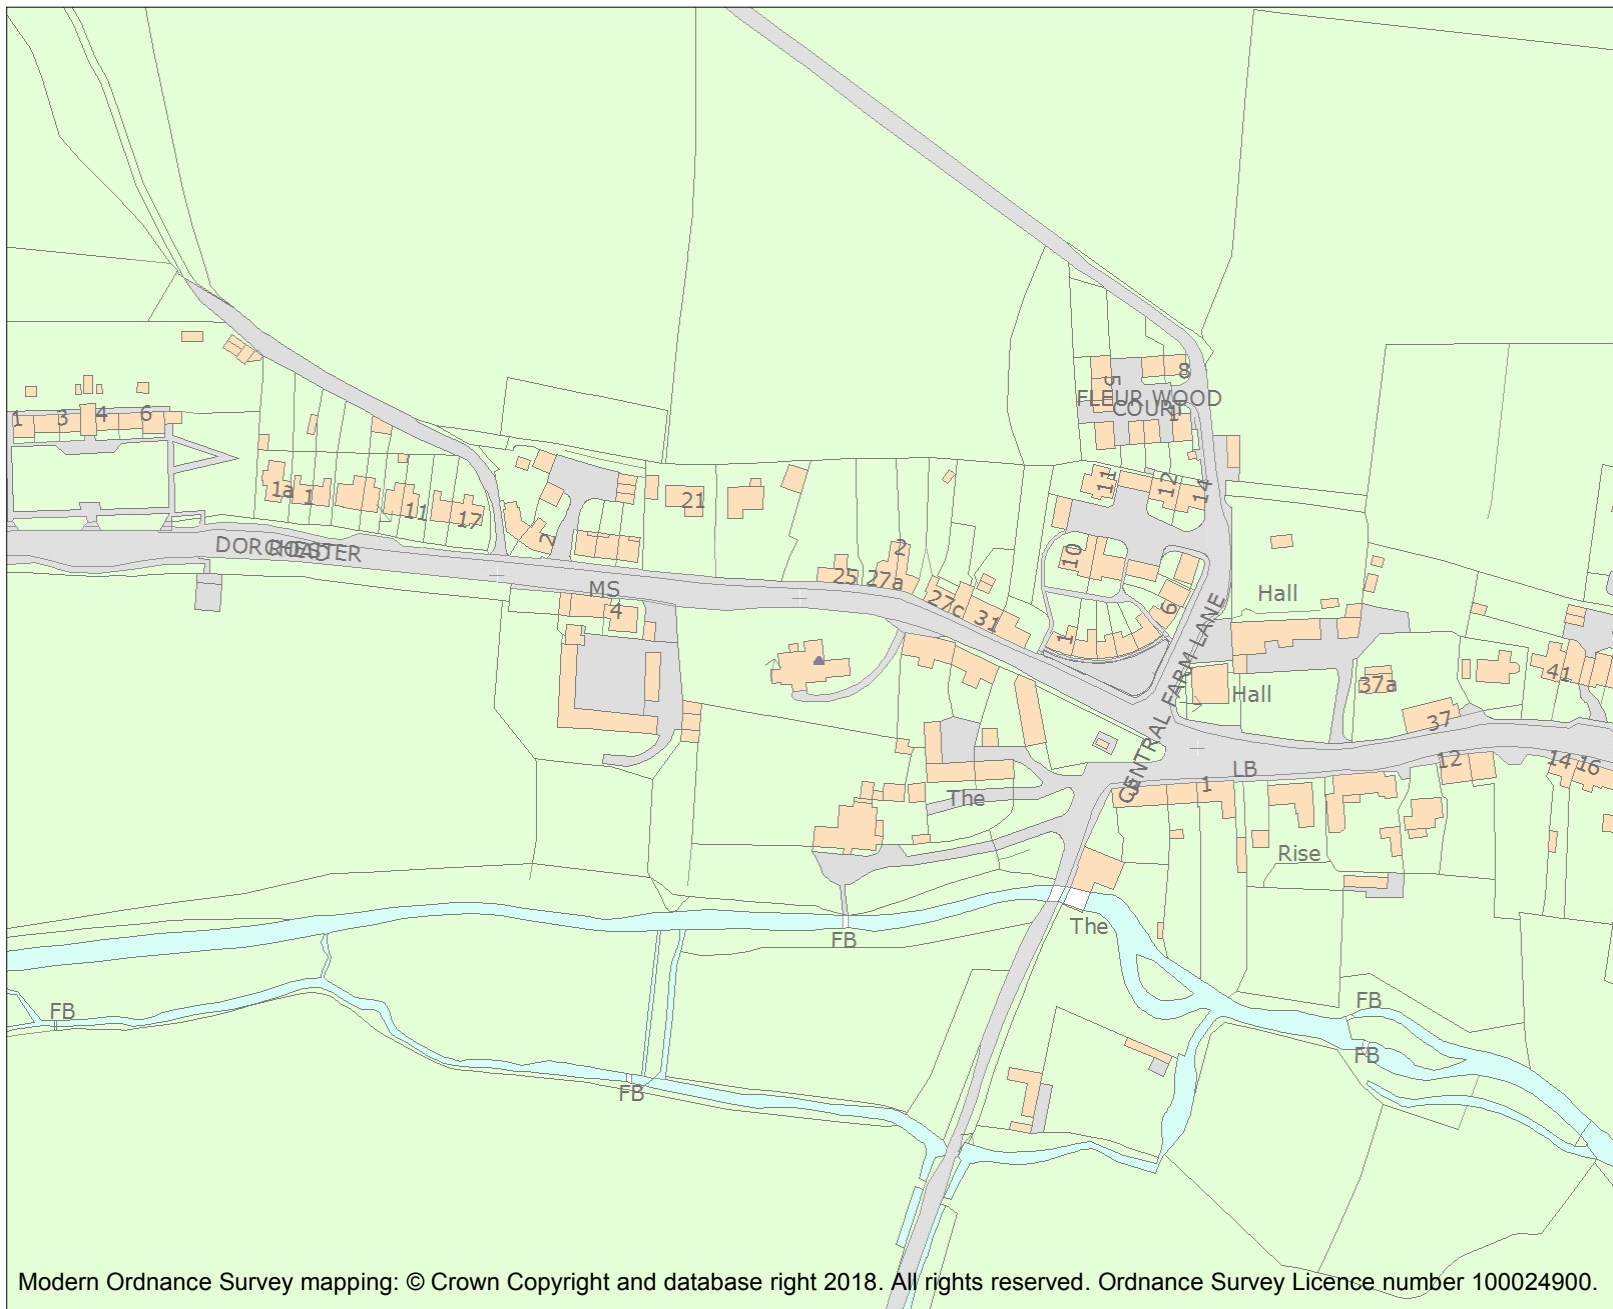 8
5
FLEUR WOOD
COURT
1
1
3
4
6
11
12
14
1a
1
11
17
21
2
DORCHESTER
ROAD
10
2
25
27a
MS
4
27c
31
6
1
Hall
CENTRAL FARM LANE
Hall
37a
41
37
LB
12
14
16
The
1
Rise
The
FB
FB
FB
FB
FB
Modern Ordnance Survey mapping: © Crown Copyright and database right 2018. All rights reserved. Ordnance Survey Licence number 100024900.